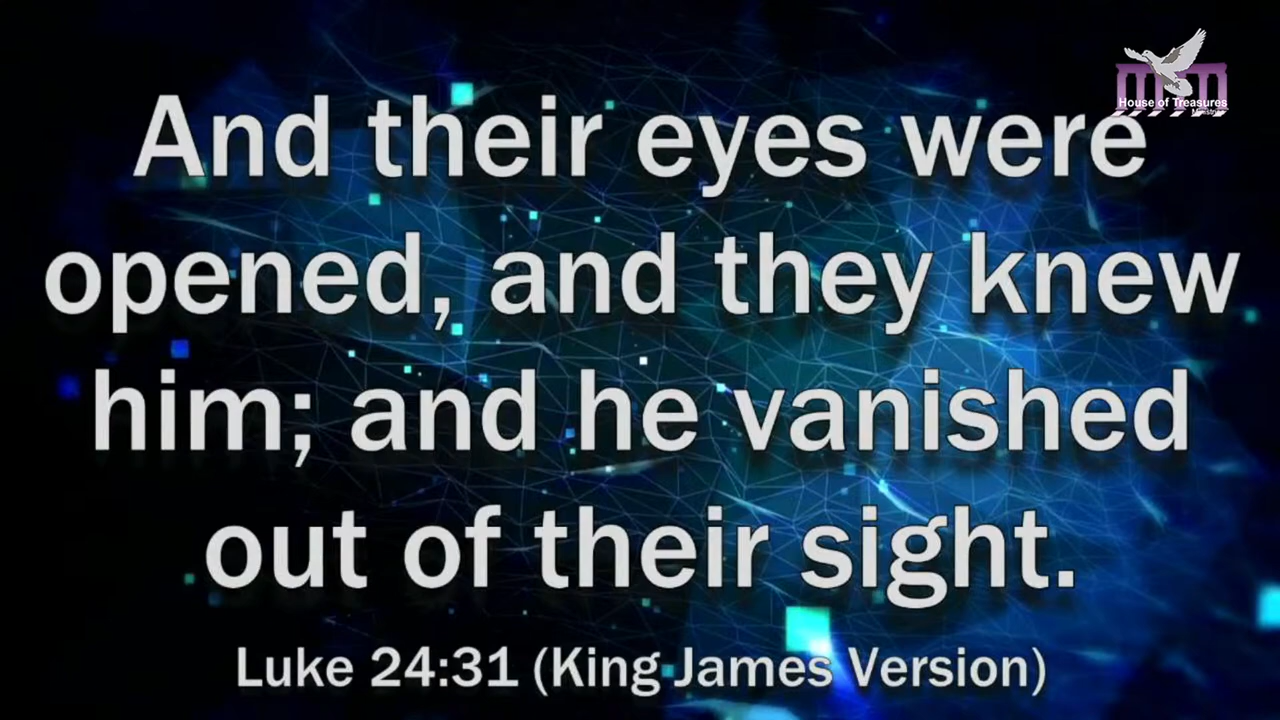 House of Treasures
Ministry
And their eyes were
opened, and they knew
him; and he vanished
out of their sight.
Luke 24:31 (King James Version)